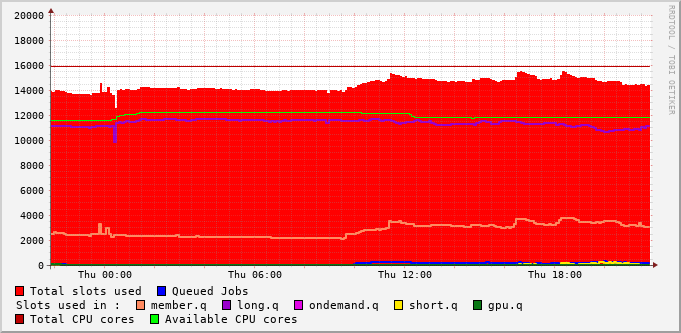 20000
18000
16000
14000
12000
10000
8000
6000
4000
2000
0
Thu 00:00 Thu 06:00 Thu 12:00 Thu 18:00
RRDTOOL / TOBI OETIKER
Total slots used Queued Jobs
Slots used in : member.q long.q ondemand.q short.q gpu.q
Total CPU cores Available CPU cores